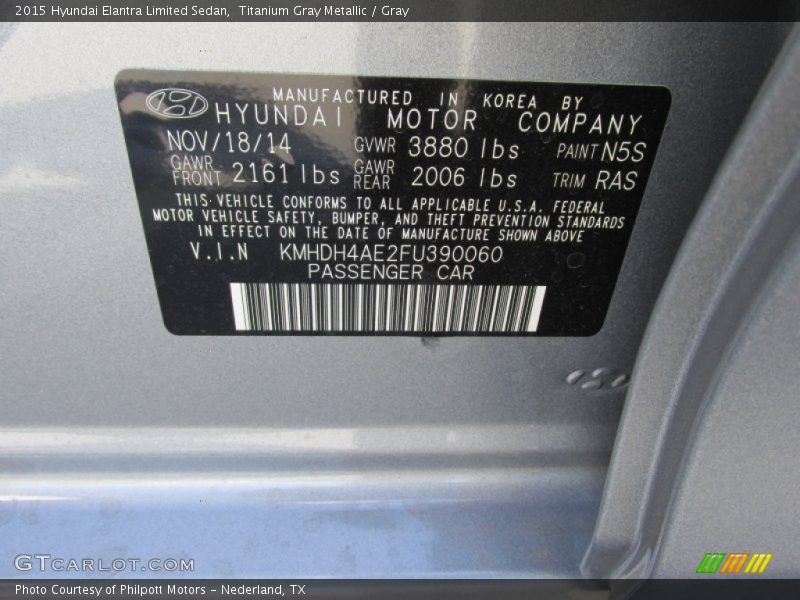 2015 Hyundai Elantra Limited Sedan, Titanium Gray Metallic / Gray
MANUFACTURED IN KOREA BY
HYUNDAI MOTOR COMPANY
NOV/18/14 GVWR 3880 lbs PAINT N5S
GAWR FRONT 2161 lbs GAWR REAR 2006 lbs TRIM RAS
THIS VEHICLE CONFORMS TO ALL APPLICABLE U.S.A. FEDERAL
MOTOR VEHICLE SAFETY, BUMPER, AND THEFT PREVENTION STANDARDS
IN EFFECT ON THE DATE OF MANUFACTURE SHOWN ABOVE
V.I.N KMHDH4AE2FU390060
PASSENGER CAR
GTCARLOT.COM
Photo Courtesy of Philpott Motors - Nederland, TX